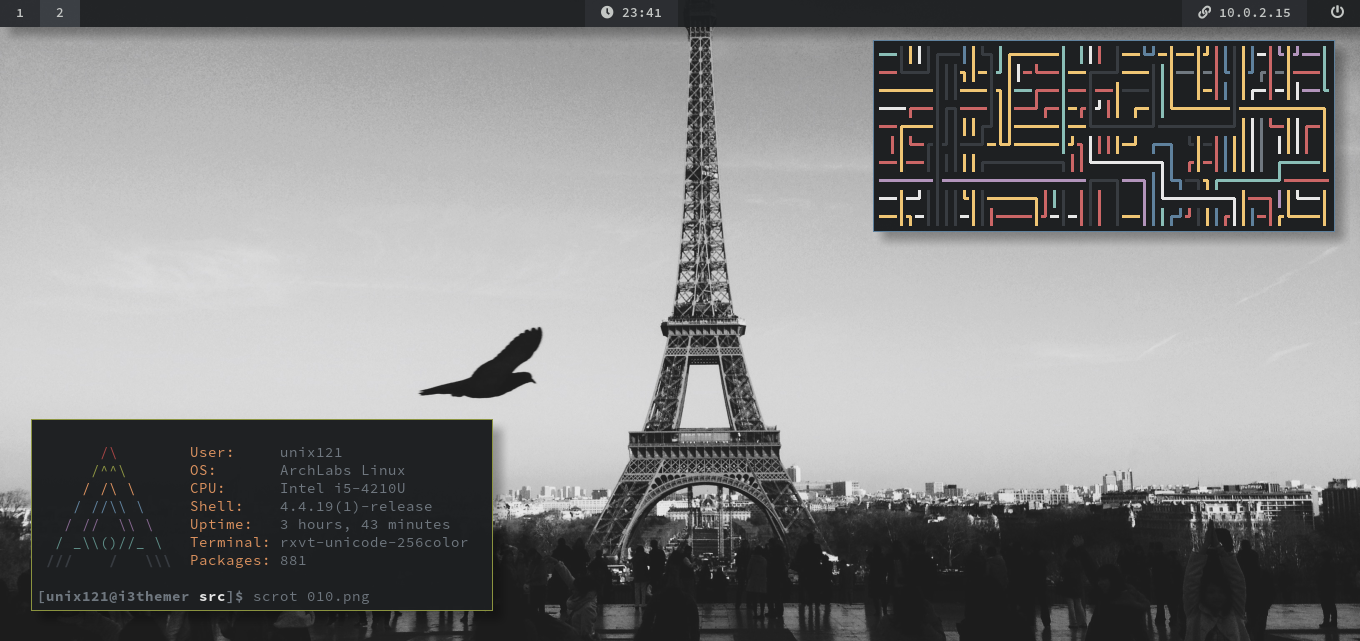 1 2 23:41 10.0.2.15
User: unix121
OS: ArchLabs Linux
CPU: Intel i5-4210U
Shell: 4.4.19(1)-release
Uptime: 3 hours, 43 minutes
Terminal: rxvt-unicode-256color
Packages: 881
[unix121@i3themer src]$ scrot 010.png